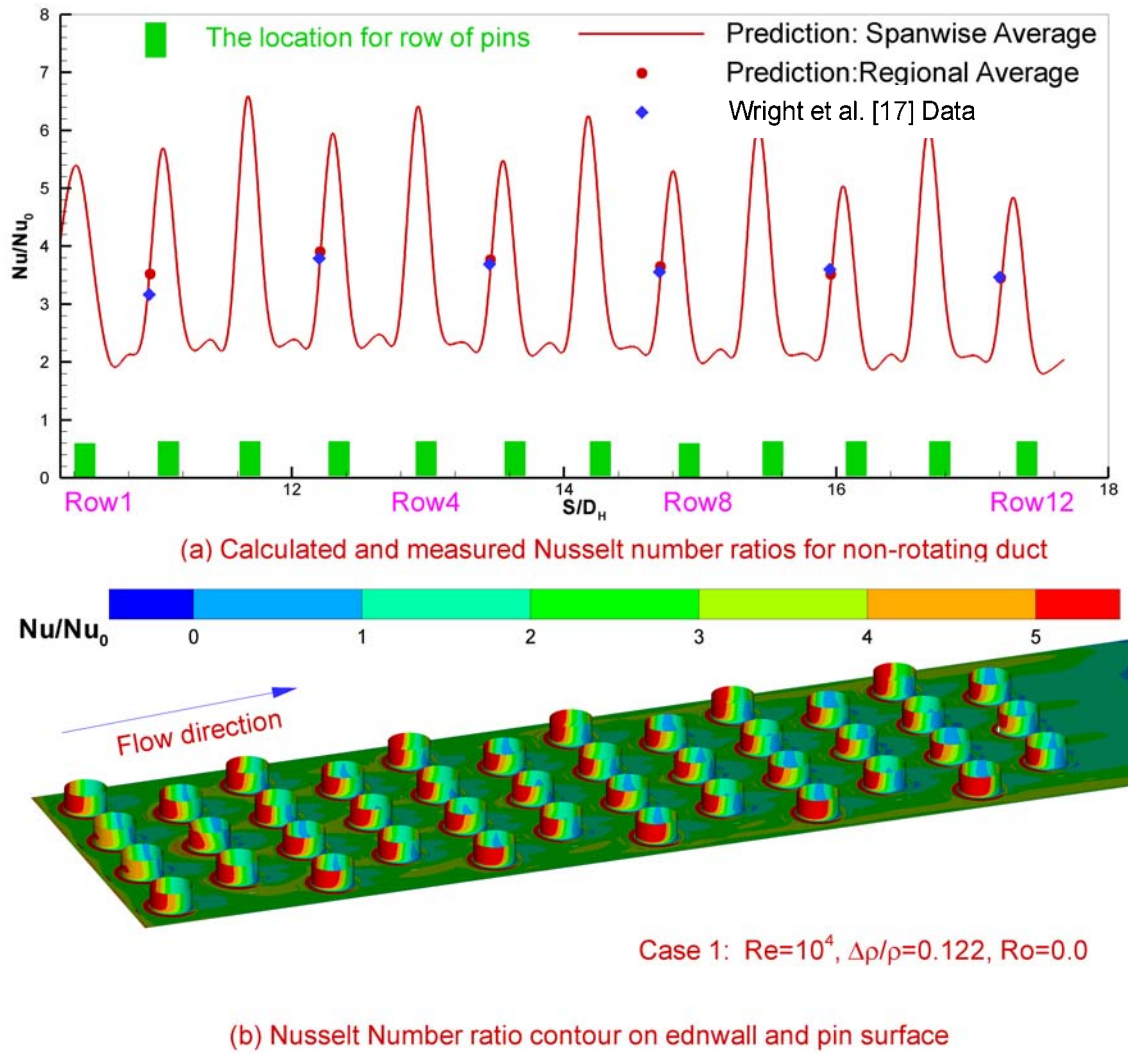 8
7
6
5
4
3
2
1
0
Nu/Nu0
The location for row of pins
Prediction: Spanwise Average
Prediction:Regional Average
Wright et al. [17] Data
12
14
16
18
Row1
Row4
S/DH
Row8
Row12
(a) Calculated and measured Nusselt number ratios for non-rotating duct
Nu/Nu0
0
1
2
3
4
5
Flow direction
Case 1: Re=10⁴, Δρ/ρ=0.122, Ro=0.0
(b) Nusselt Number ratio contour on ednwall and pin surface